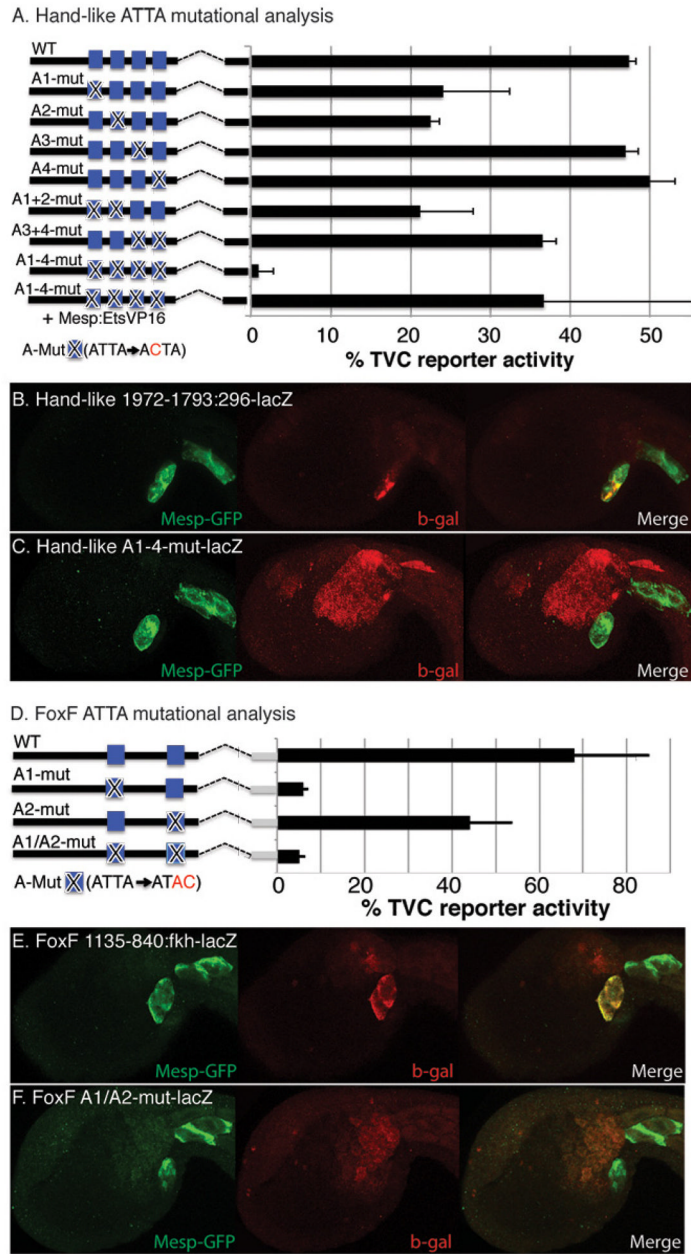 A. Hand-like ATTA mutational analysis
WT
A1-mut
A2-mut
A3-mut
A4-mut
A1+2-mut
A3+4-mut
A1-4-mut
A1-4-mut
+ Mesp:EtsVP16
A-Mut X (ATTA➔ACTA)
0 10 20 30 40 50
% TVC reporter activity
B. Hand-like 1972-1793:296-lacZ
Mesp-GFP b-gal Merge
C. Hand-like A1-4-mut-lacZ
Mesp-GFP b-gal Merge
D. FoxF ATTA mutational analysis
WT
A1-mut
A2-mut
A1/A2-mut
A-Mut X (ATTA➔ATAC)
0 20 40 60 80
% TVC reporter activity
E. FoxF 1135-840:fkh-lacZ
Mesp-GFP b-gal Merge
F. FoxF A1/A2-mut-lacZ
Mesp-GFP b-gal Merge